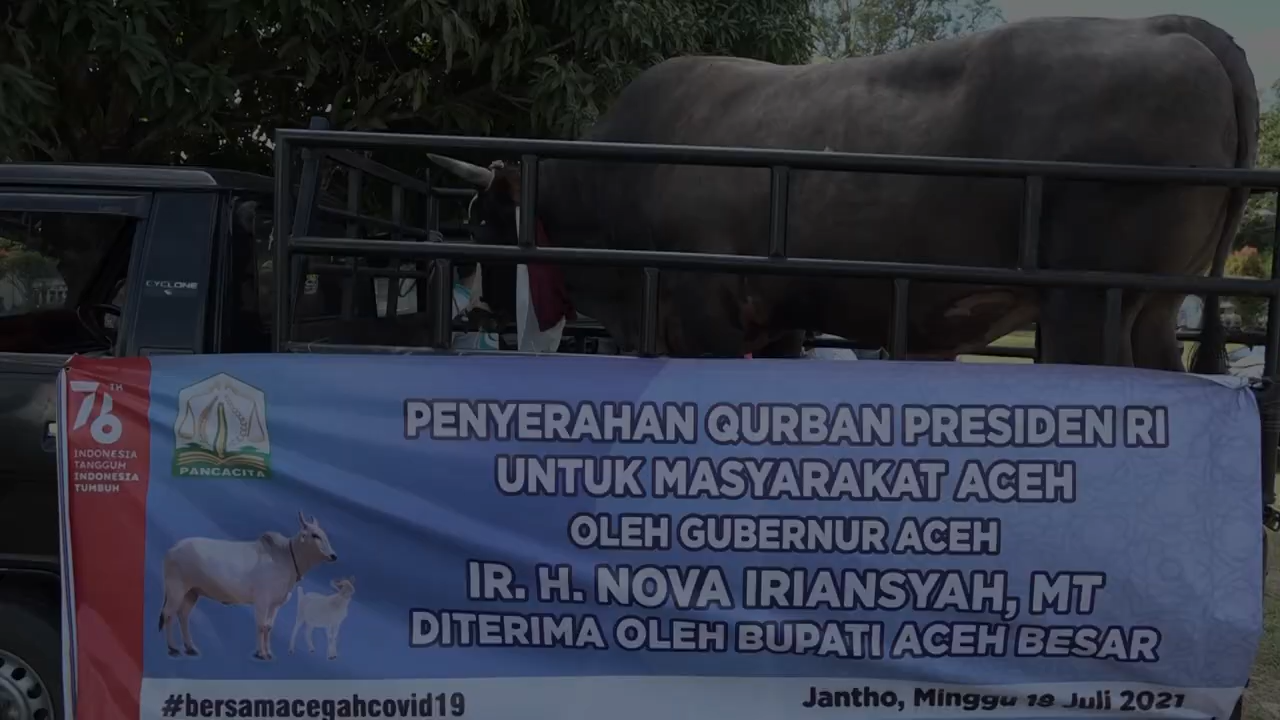 CYCLONE
76TH
INDONESIA
TANGGUH
INDONESIA
TUMBUH
PANCACITA
PENYERAHAN QURBAN PRESIDEN RI
UNTUK MASYARAKAT ACEH
OLEH GUBERNUR ACEH
IR. H. NOVA IRIANSYAH, MT
DITERIMA OLEH BUPATI ACEH BESAR
#bersamacegahcovid19
Jantho, Minggu 18 Juli 2021